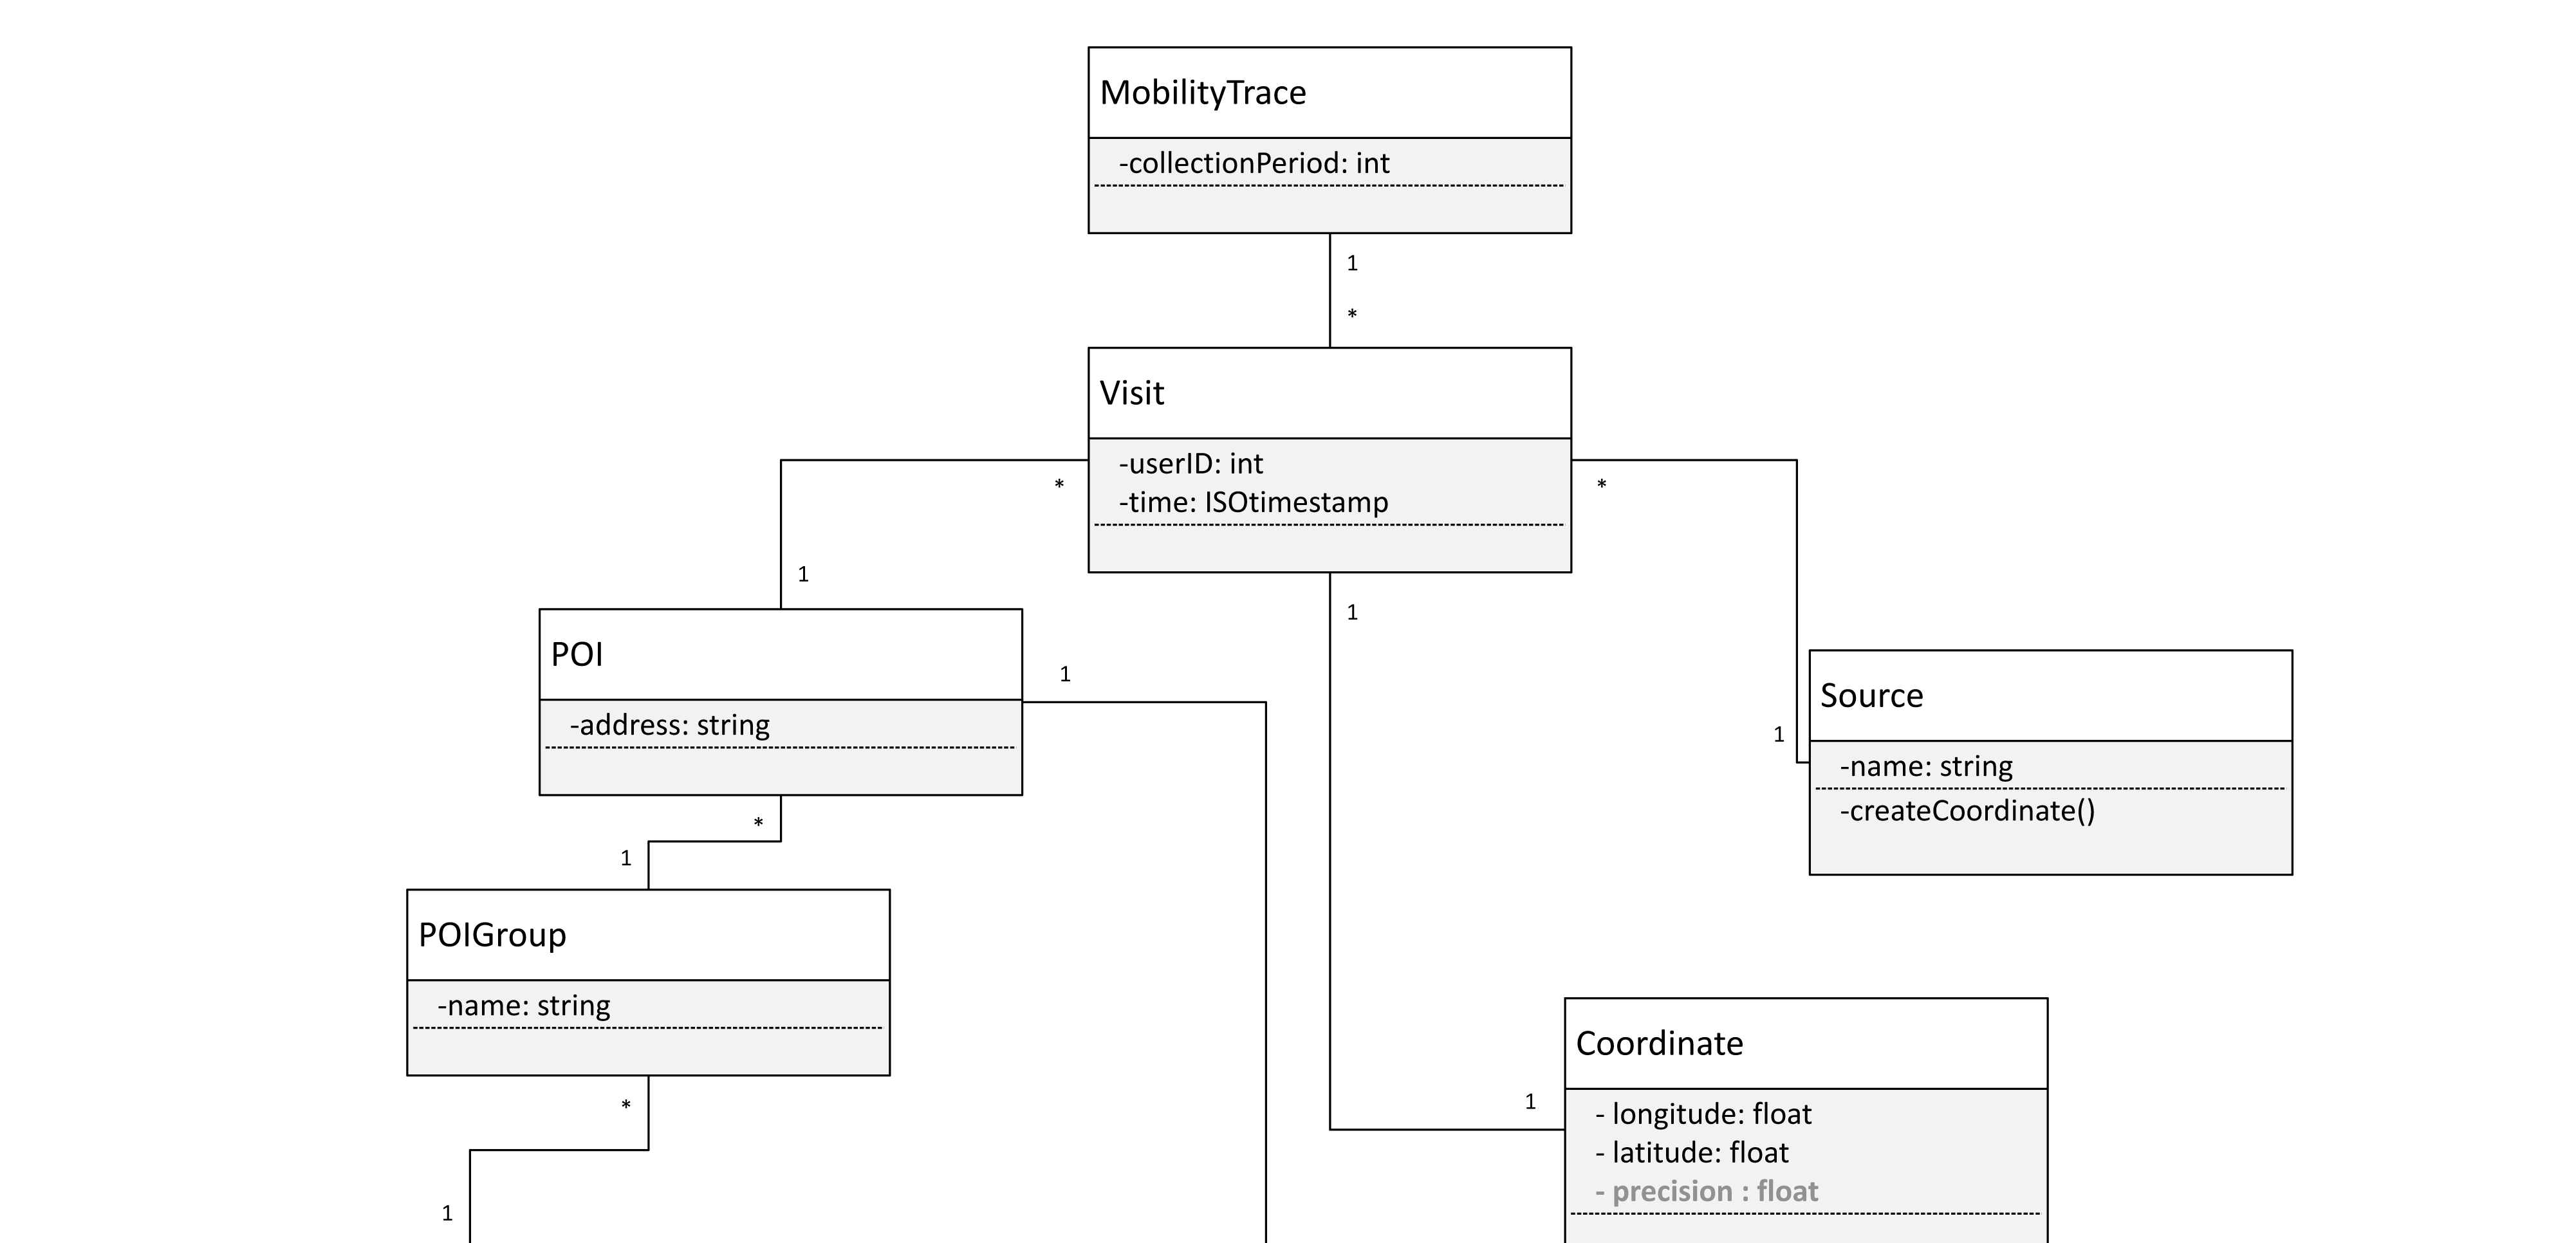 MobilityTrace
-collectionPeriod: int
1
*
Visit
-userID: int
-time: ISOtimestamp
*
*
1
1
POI
-address: string
1
Source
-name: string
-createCoordinate()
1
*
1
POIGroup
-name: string
*
1
Coordinate
- longitude: float
- latitude: float
- precision : float
1